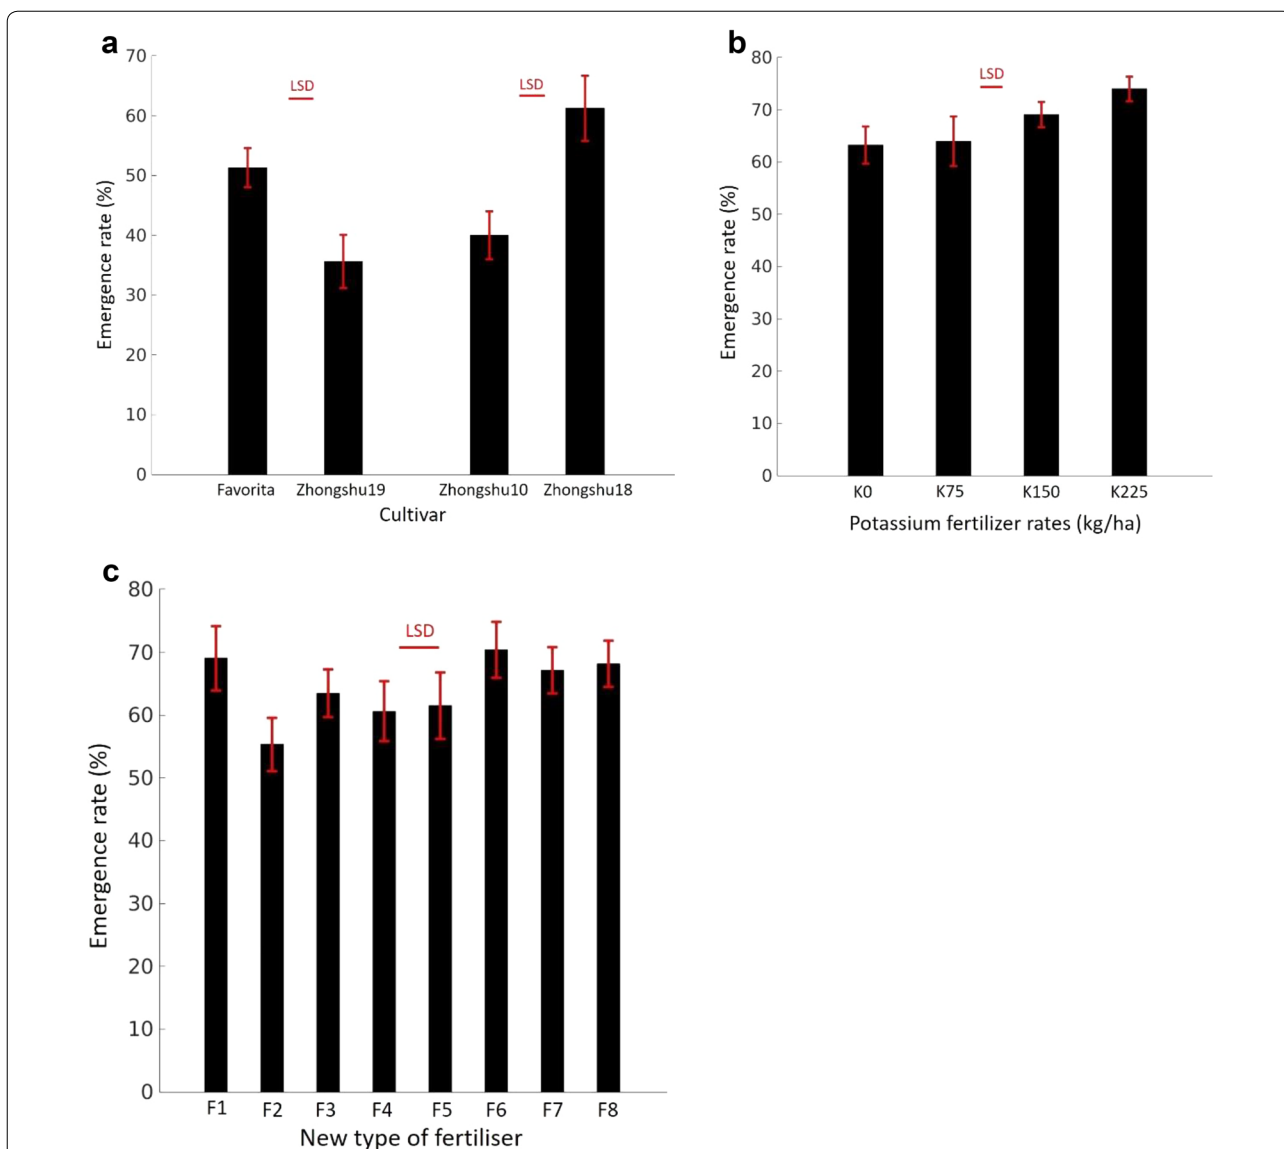 a
70
60
50
40
30
20
10
0
Emergence rate (%)
LSD
LSD
Favorita Zhongshu19 Zhongshu10 Zhongshu18
Cultivar
b
80
70
60
50
40
30
20
10
0
Emergence rate (%)
LSD
K0 K75 K150 K225
Potassium fertilizer rates (kg/ha)
c
80
70
60
50
40
30
20
10
0
Emergence rate (%)
LSD
F1 F2 F3 F4 F5 F6 F7 F8
New type of fertiliser